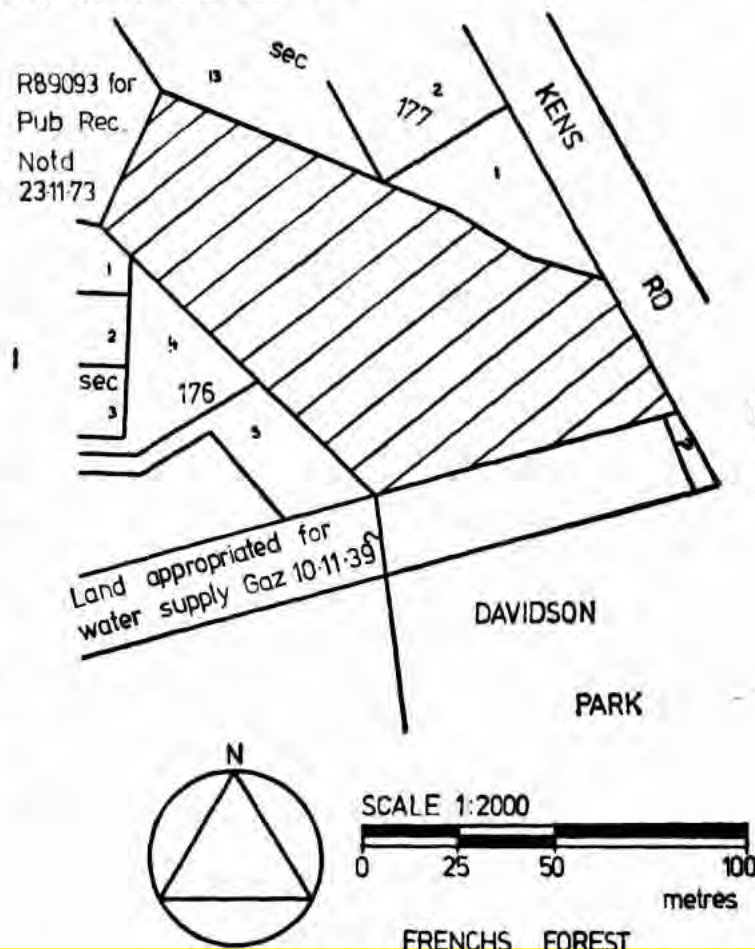 13
sec
2
177
1
KENS
RD
R89093 for
Pub Rec.
Notd
23·11·73
1
2
sec
3
4
176
5
Land appropriated for
water supply Gaz 10·11·39
DAVIDSON
PARK
N
SCALE 1:2000
0 25 50 100
metres
FRENCHS FOREST